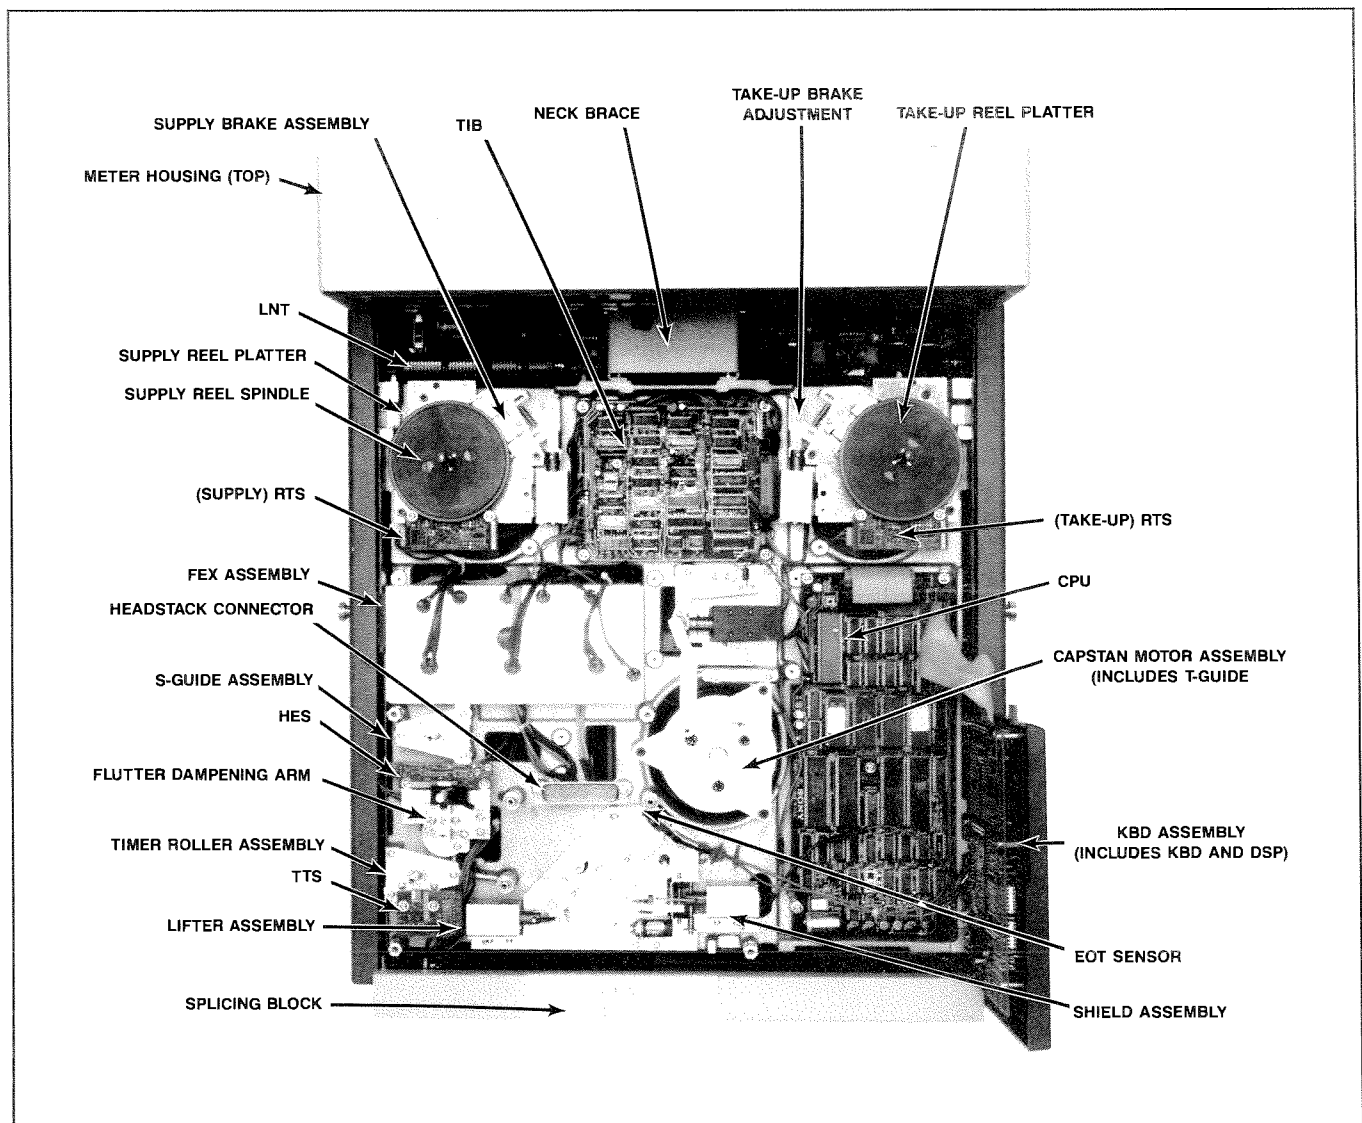 SUPPLY BRAKE ASSEMBLY
TIB
NECK BRACE
TAKE-UP BRAKE
ADJUSTMENT
TAKE-UP REEL PLATTER
METER HOUSING (TOP)
LNT
SUPPLY REEL PLATTER
SUPPLY REEL SPINDLE
(SUPPLY) RTS
(TAKE-UP) RTS
FEX ASSEMBLY
CPU
HEADSTACK CONNECTOR
CAPSTAN MOTOR ASSEMBLY
(INCLUDES T-GUIDE
S-GUIDE ASSEMBLY
HES
FLUTTER DAMPENING ARM
TIMER ROLLER ASSEMBLY
KBD ASSEMBLY
(INCLUDES KBD AND DSP)
TTS
LIFTER ASSEMBLY
EOT SENSOR
SPLICING BLOCK
SHIELD ASSEMBLY